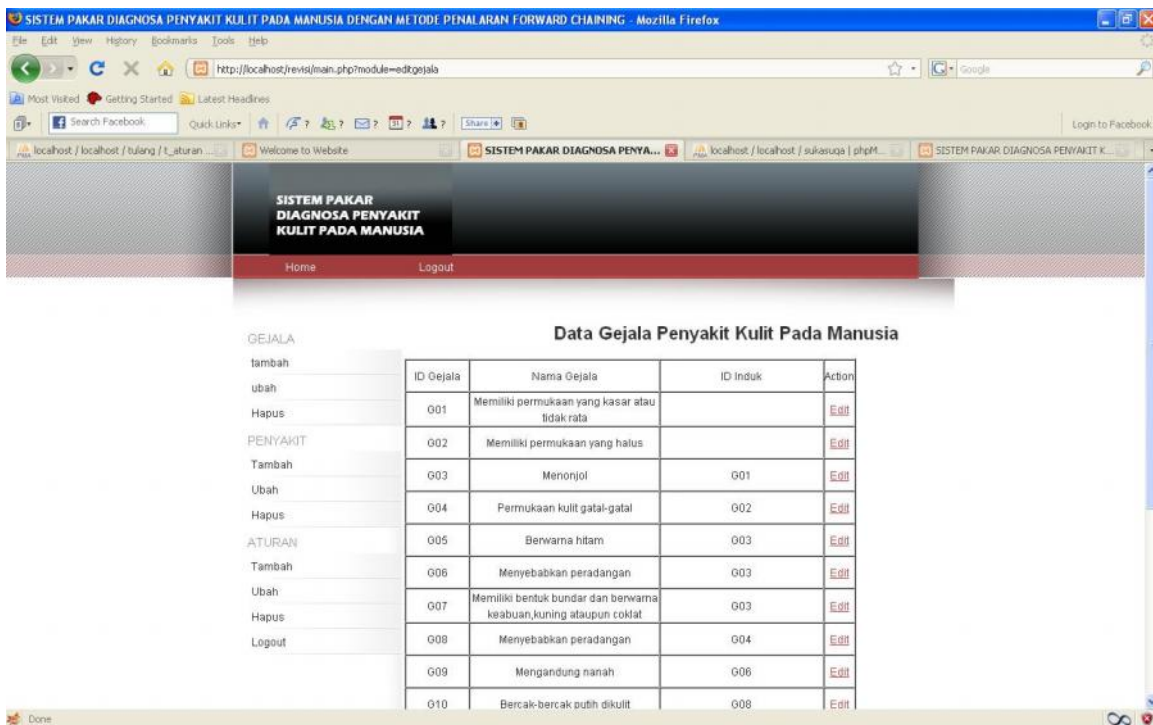 SISTEM PAKAR DIAGNOSA PENYAKIT KULIT PADA MANUSIA DENGAN METODE PENALARAN FORWARD CHAINING - Mozilla Firefox
File Edit View History Bookmarks Tools Help
http://localhost/revisi/main.php?module=editgejala
Google
Most Visited Getting Started Latest Headlines
Search Facebook Quick Links ? ? ? ? ? Share Login to Facebook
localhost / localhost / tulang / t_aturan ... Welcome to Website SISTEM PAKAR DIAGNOSA PENYA... localhost / localhost / sukasuqa | phpM... SISTEM PAKAR DIAGNOSA PENYAKIT K...
SISTEM PAKAR
DIAGNOSA PENYAKIT
KULIT PADA MANUSIA
Home Logout
GEJALA
tambah
ubah
Hapus
PENYAKIT
Tambah
Ubah
Hapus
ATURAN
Tambah
Ubah
Hapus
Logout
Data Gejala Penyakit Kulit Pada Manusia
ID Gejala Nama Gejala ID Induk Action
G01 Memiliki permukaan yang kasar atau tidak rata Edit
G02 Memiliki permukaan yang halus Edit
G03 Menonjol G01 Edit
G04 Permukaan kulit gatal-gatal G02 Edit
G05 Berwarna hitam G03 Edit
G06 Menyebabkan peradangan G03 Edit
G07 Memiliki bentuk bundar dan berwarna keabuan,kuning ataupun coklat G03 Edit
G08 Menyebabkan peradangan G04 Edit
G09 Mengandung nanah G06 Edit
G10 Bercak-bercak putih dikulit G08 Edit
Done